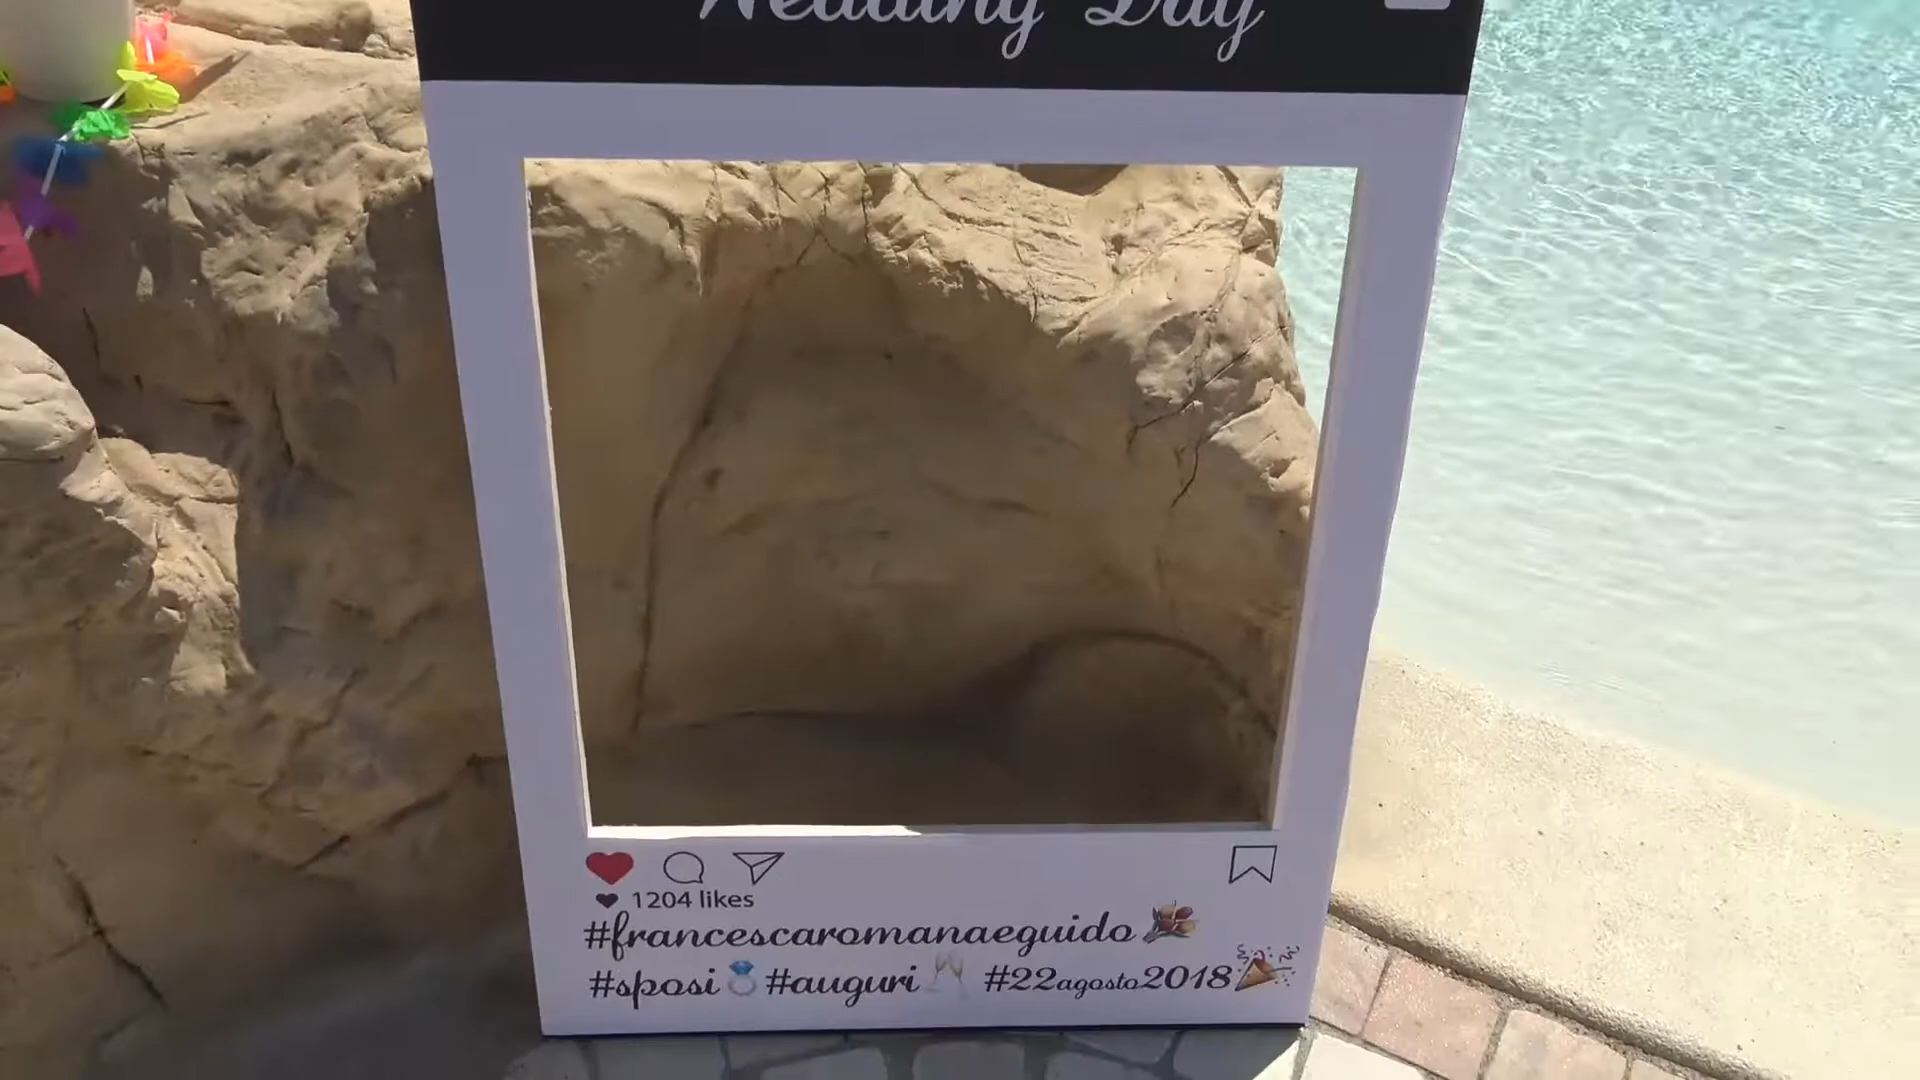 Wedding Day
1204 likes
#francescaromanaeguido
#sposi #auguri #22agosto2018